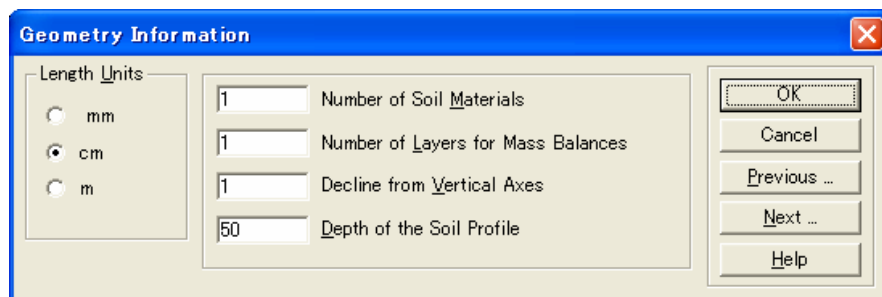 Geometry Information
Length Units
mm
cm
m
1 Number of Soil Materials
1 Number of Layers for Mass Balances
1 Decline from Vertical Axes
50 Depth of the Soil Profile
OK
Cancel
Previous ...
Next ...
Help